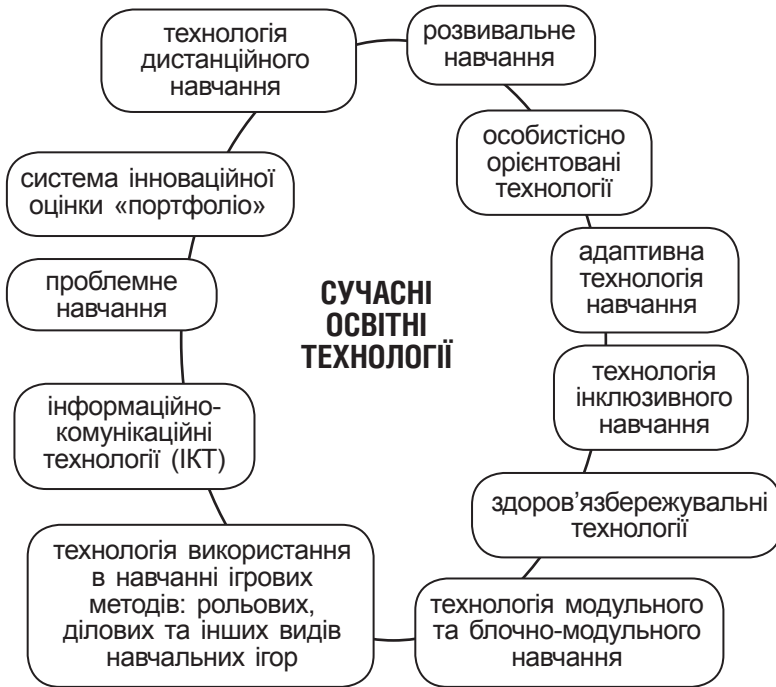 технологія
дистанційного
навчання
розвивальне
навчання
особистісно
орієнтовані
технології
система інноваційної
оцінки «портфоліо»
адаптивна
технологія
навчання
проблемне
навчання
СУЧАСНІ
ОСВІТНІ
ТЕХНОЛОГІЇ
технологія
інклюзивного
навчання
інформаційно-
комунікаційні
технології (ІКТ)
здоров’язбережувальні
технології
технологія використання
в навчанні ігрових
методів: рольових,
ділових та інших видів
навчальних ігор
технологія модульного
та блочно-модульного
навчання